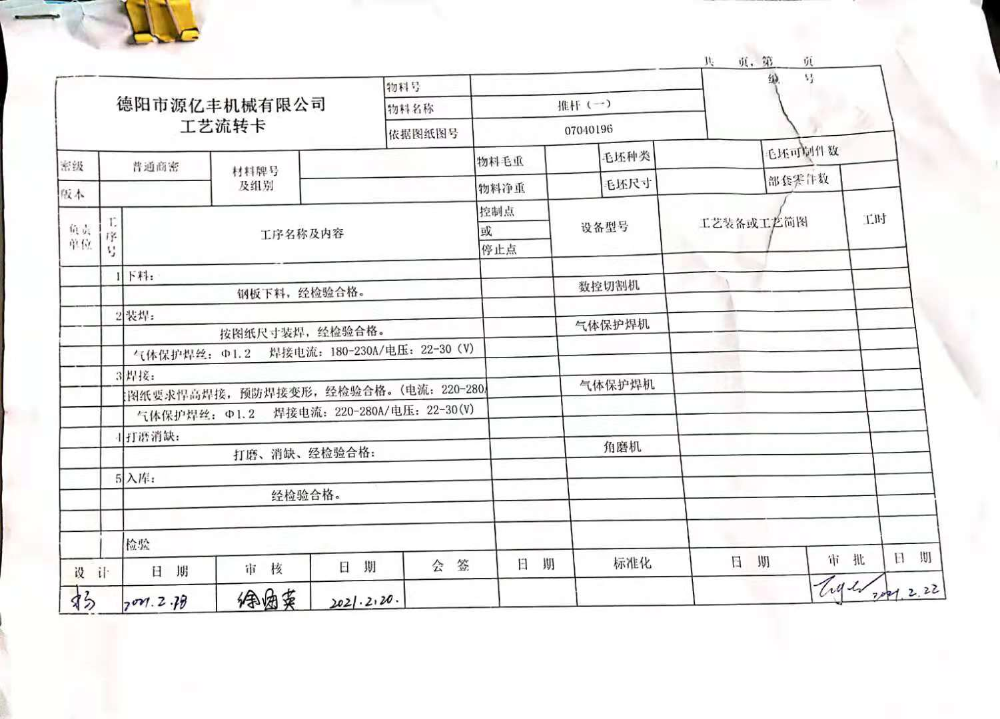 共 页，第 页
编 号
德阳市源亿丰机械有限公司
工艺流转卡
物料号
物料名称 推杆（一）
依据图纸图号 07040196
密级 普通商密 材料牌号及组别 物料毛重 毛坯种类 毛坯可制件数
版本 物料净重 毛坯尺寸 部套零件数
负责单位 工序号 工序名称及内容 控制点或停止点 设备型号 工艺装备或工艺简图 工时
1 下料：
钢板下料，经检验合格。 数控切割机
2 装焊：
按图纸尺寸装焊，经检验合格。 气体保护焊机
气体保护焊丝：Φ1.2 焊接电流：180-230A/电压：22-30（V）
3 焊接：
图纸要求悍高焊接，预防焊接变形，经检验合格。(电流：220-280 气体保护焊机
气体保护焊丝：Φ1.2 焊接电流：220-280A/电压：22-30(V)
4 打磨消缺：
打磨、消缺、经检验合格： 角磨机
5 入库：
经检验合格。
检验
设 计 日 期 审 核 日 期 会 签 日 期 标准化 日 期 审 批 日 期
杨 2021.2. 2021.2.20. 2021.2.22